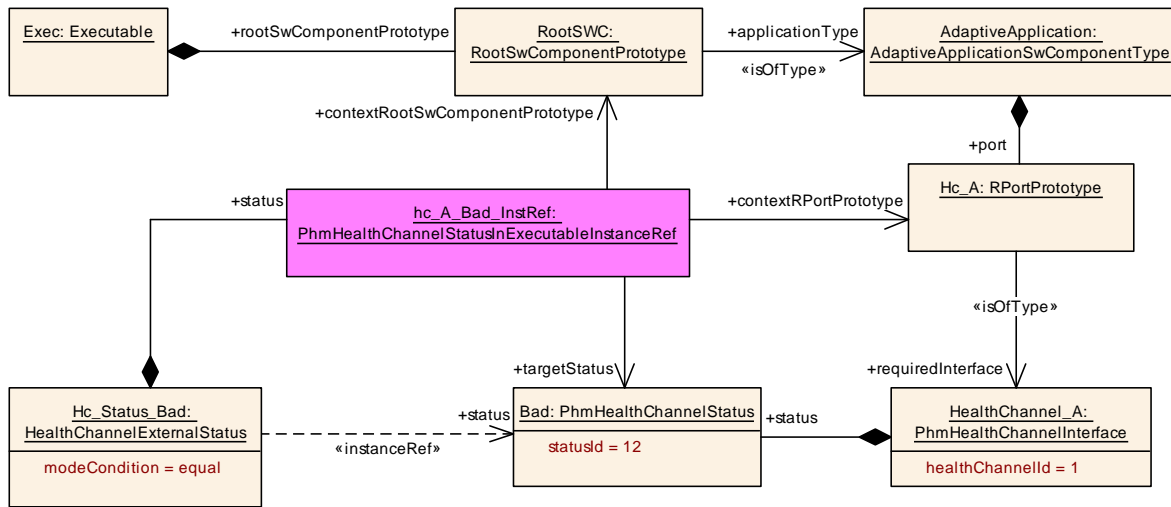 Exec: Executable
+rootSwComponentPrototype
RootSWC:
RootSwComponentPrototype
+applicationType
«isOfType»
AdaptiveApplication:
AdaptiveApplicationSwComponentType
+contextRootSwComponentPrototype
+port
+status
hc_A_Bad_InstRef:
PhmHealthChannelStatusInExecutableInstanceRef
+contextRPortPrototype
Hc_A: RPortPrototype
«isOfType»
+targetStatus
+requiredInterface
Hc_Status_Bad:
HealthChannelExternalStatus
modeCondition = equal
+status
«instanceRef»
Bad: PhmHealthChannelStatus
statusId = 12
+status
HealthChannel_A:
PhmHealthChannelInterface
healthChannelId = 1